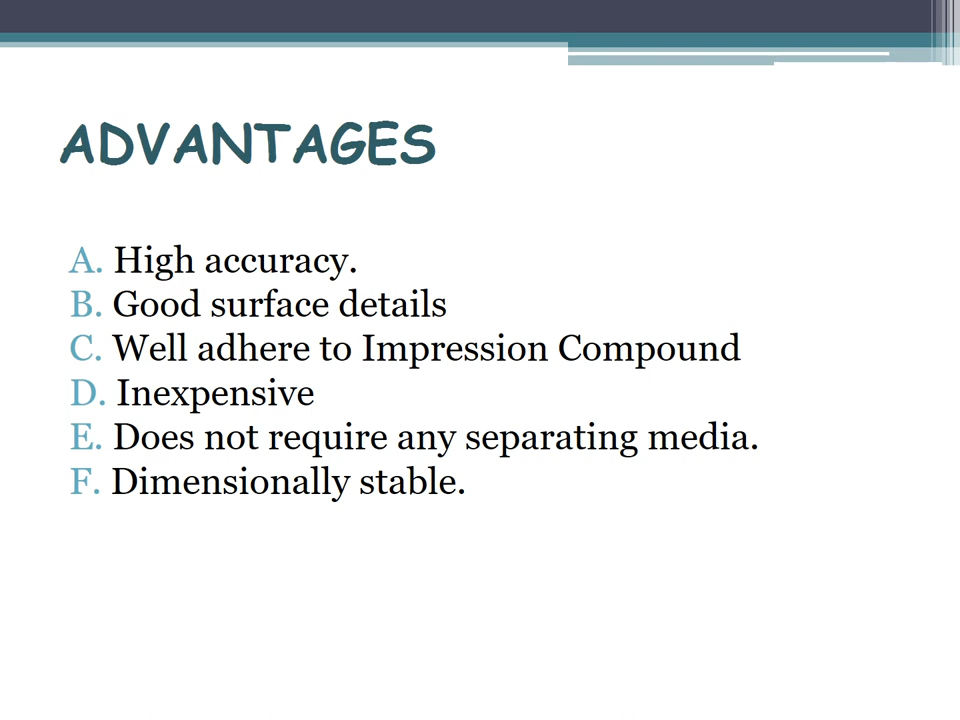 ADVANTAGES
A. High accuracy.
B. Good surface details
C. Well adhere to Impression Compound
D. Inexpensive
E. Does not require any separating media.
F. Dimensionally stable.